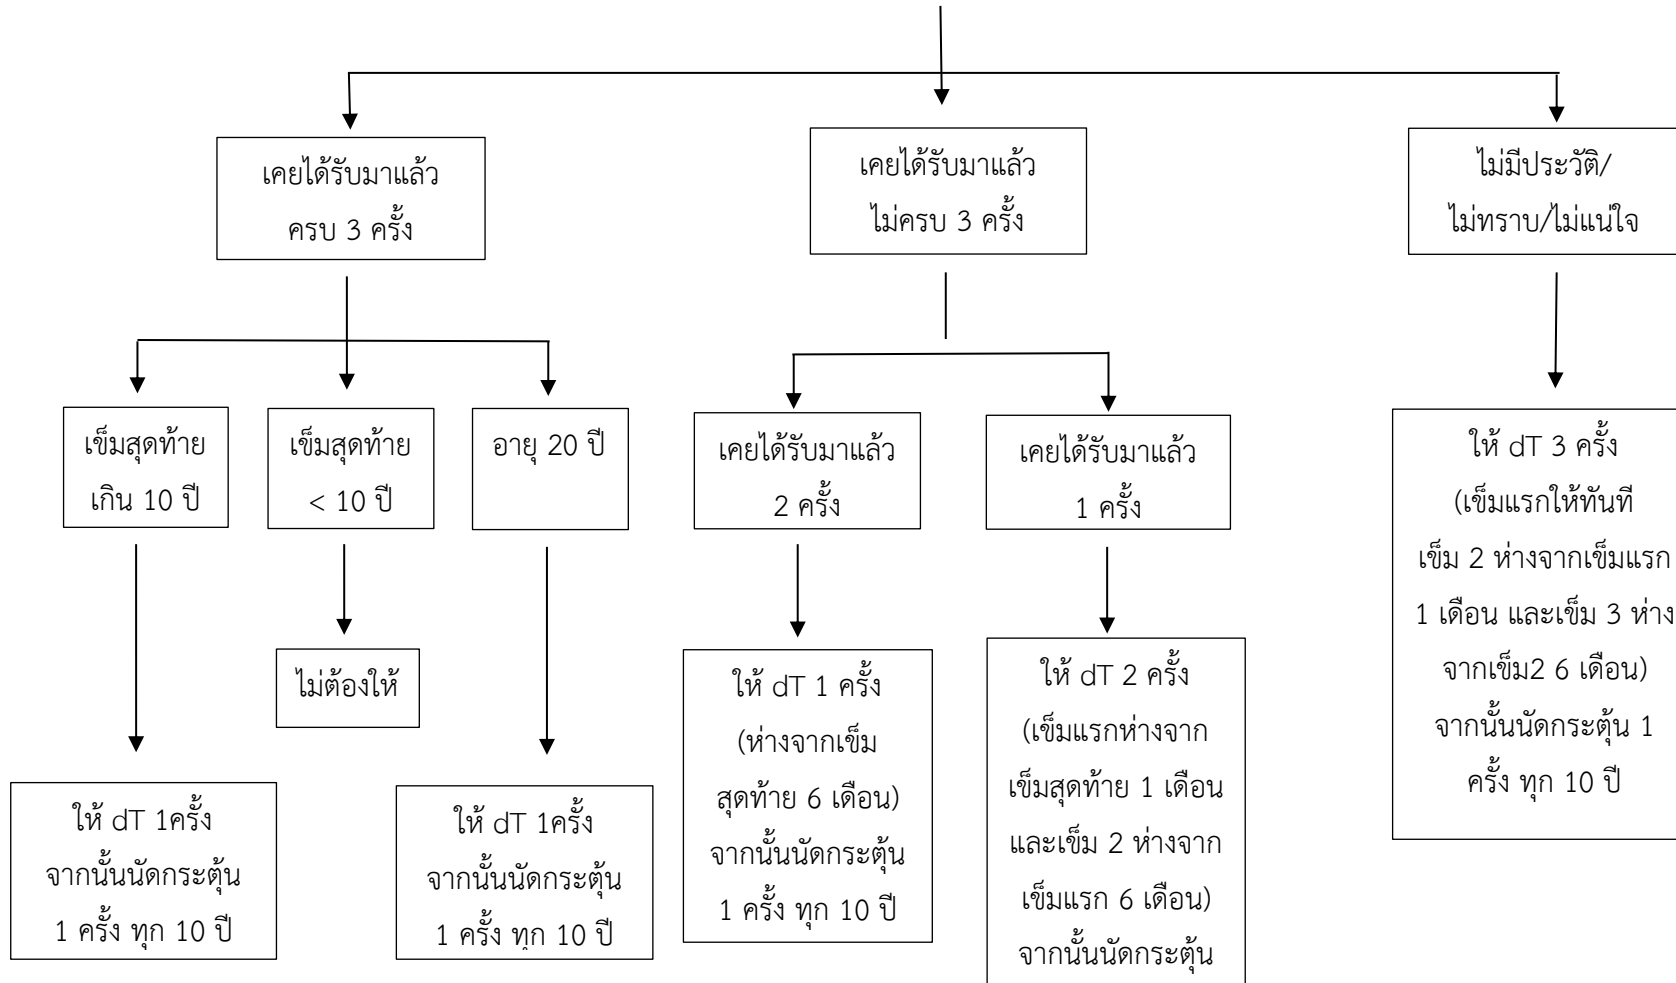 เคยได้รับมาแล้ว
ครบ 3 ครั้ง
เคยได้รับมาแล้ว
ไม่ครบ 3 ครั้ง
ไม่มีประวัติ/
ไม่ทราบ/ไม่แน่ใจ
เข็มสุดท้าย
เกิน 10 ปี
เข็มสุดท้าย
< 10 ปี
อายุ 20 ปี
เคยได้รับมาแล้ว
2 ครั้ง
เคยได้รับมาแล้ว
1 ครั้ง
ให้ dT 3 ครั้ง
(เข็มแรกให้ทันที
เข็ม 2 ห่างจากเข็มแรก
1 เดือน และเข็ม 3 ห่าง
จากเข็ม2 6 เดือน)
จากนั้นนัดกระตุ้น 1
ครั้ง ทุก 10 ปี
ไม่ต้องให้
ให้ dT 1ครั้ง
จากนั้นนัดกระตุ้น
1 ครั้ง ทุก 10 ปี
ให้ dT 1ครั้ง
จากนั้นนัดกระตุ้น
1 ครั้ง ทุก 10 ปี
ให้ dT 1 ครั้ง
(ห่างจากเข็ม
สุดท้าย 6 เดือน)
จากนั้นนัดกระตุ้น
1 ครั้ง ทุก 10 ปี
ให้ dT 2 ครั้ง
(เข็มแรกห่างจาก
เข็มสุดท้าย 1 เดือน
และเข็ม 2 ห่างจาก
เข็มแรก 6 เดือน)
จากนั้นนัดกระตุ้น